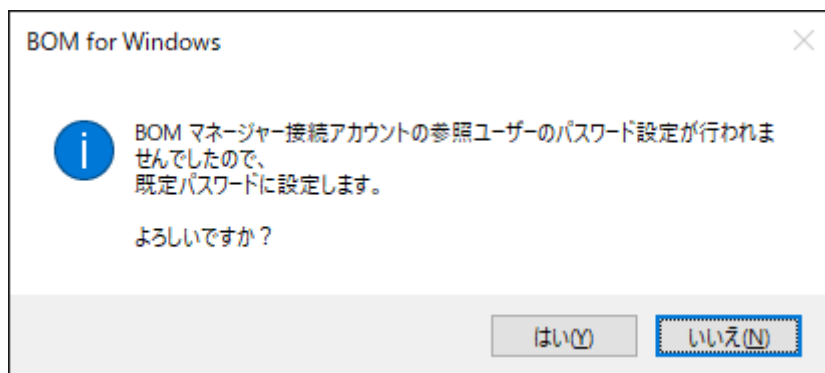 BOM for Windows
BOM マネージャー接続アカウントの参照ユーザーのパスワード設定が行われま
せんでしたので、
既定パスワードに設定します。
よろしいですか？
はい(Y)
いいえ(N)